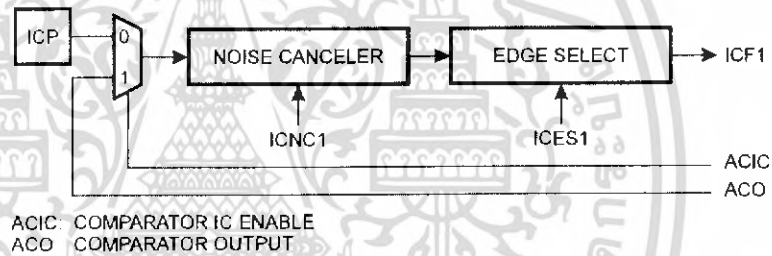 ICP
0
1
NOISE CANCELER
EDGE SELECT
ICF1
ICNC1
ICES1
ACIC
ACO
ACIC: COMPARATOR IC ENABLE
ACO COMPARATOR OUTPUT